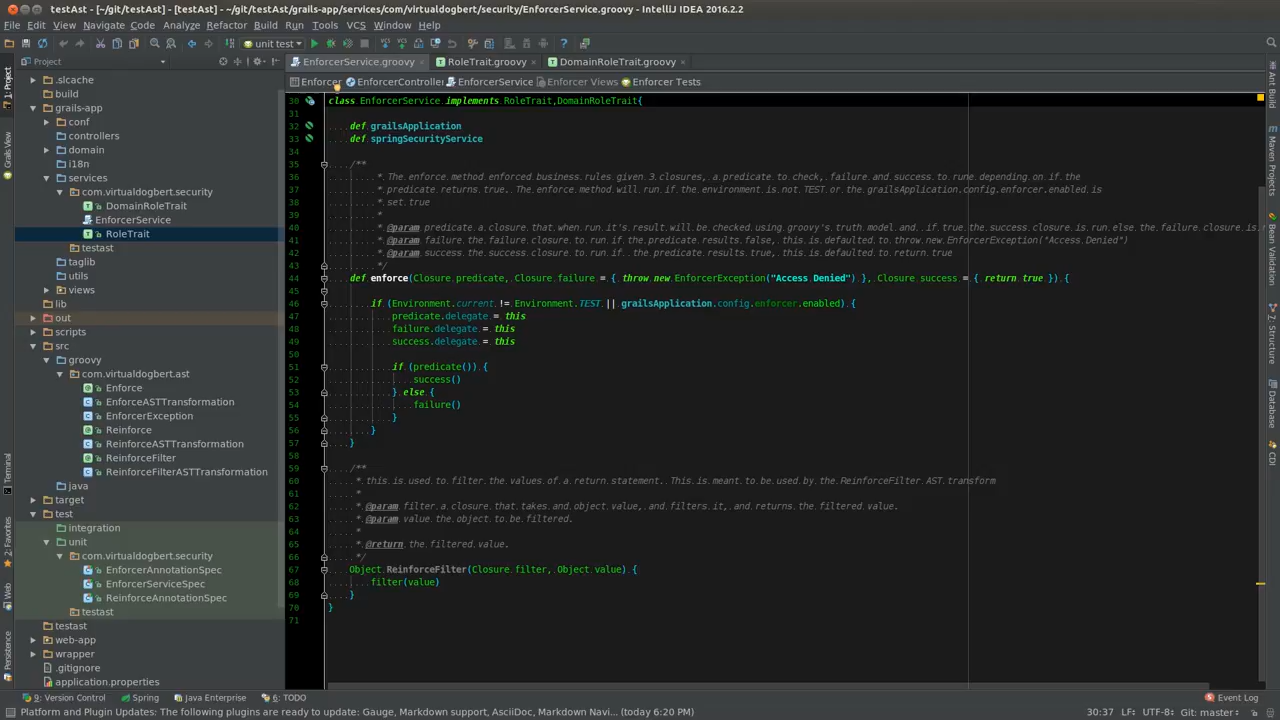 testAst - [~/git/testAst] - [testAst] - ~/git/testAst/grails-app/services/com/virtualdogbert/security/EnforcerService.groovy - IntelliJ IDEA 2016.2.2
File Edit View Navigate Code Analyze Refactor Build Run Tools VCS Window Help
unit test
Project
EnforcerService.groovy RoleTrait.groovy DomainRoleTrait.groovy
Enforcer EnforcerController EnforcerService Enforcer Views Enforcer Tests
1: Project
Grails View
Terminal
2: Favorites
Web
Persistence
.slcache
build
grails-app
conf
controllers
domain
i18n
services
com.virtualdogbert.security
DomainRoleTrait
EnforcerService
RoleTrait
testast
taglib
utils
views
lib
out
scripts
src
groovy
com.virtualdogbert.ast
Enforce
EnforceASTTransformation
EnforcerException
Reinforce
ReinforceASTTransformation
ReinforceFilter
ReinforceFilterASTTransformation
java
target
test
integration
unit
com.virtualdogbert.security
EnforcerAnnotationSpec
EnforcerServiceSpec
ReinforceAnnotationSpec
testast
testast
web-app
wrapper
.gitignore
application.properties
30 class EnforcerService implements RoleTrait,DomainRoleTrait{
31
32 def grailsApplication
33 def springSecurityService
34
35 /**
36 * The enforce method enforced business rules given 3 closures, a predicate to check, failure and success to rune depending on if the
37 * predicate returns true. The enforce method will run if the environment is not TEST or the grailsApplication.config.enforcer.enabled is
38 * set true
39 *
40 * @param predicate a closure that when run it's result will be checked using groovy's truth model and if true the success closure is run else the failure closure is
41 * @param failure the failure closure to run if the predicate results false, this is defaulted to throw new EnforcerException("Access Denied")
42 * @param success the success closure to run if the predicate results true, this is defaulted to return true
43 */
44 def enforce(Closure predicate, Closure failure = { throw new EnforcerException("Access Denied") }, Closure success = { return true }) {
45
46 if (Environment.current != Environment.TEST || grailsApplication.config.enforcer.enabled) {
47 predicate.delegate = this
48 failure.delegate = this
49 success.delegate = this
50
51 if (predicate()) {
52 success()
53 } else {
54 failure()
55 }
56 }
57 }
58
59 /**
60 * this is used to filter the values of a return statement. This is meant to be used by the ReinforceFilter AST transform
61 *
62 * @param filter a closure that takes and object value, and filters it, and returns the filtered value.
63 * @param value the object to be filtered.
64 *
65 * @return the filtered value.
66 */
67 Object ReinforceFilter(Closure filter, Object value) {
68 filter(value)
69 }
70 }
71
Ant Build
Maven Projects
Bean Validation
7: Structure
Database
CDI
9: Version Control Spring Java Enterprise 6: TODO Event Log
Platform and Plugin Updates: The following plugins are ready to update: Gauge, Markdown support, AsciiDoc, Markdown Navi... (today 6:20 PM) 30:37 LF÷ UTF-8÷ Git: master÷